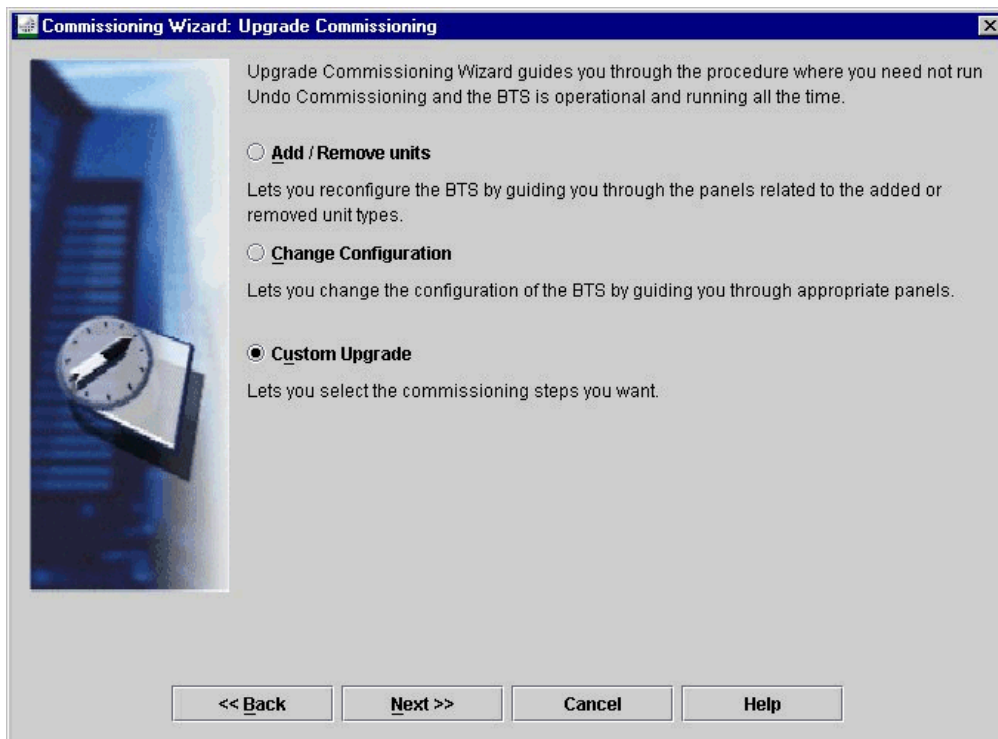 Commissioning Wizard: Upgrade Commissioning
Upgrade Commissioning Wizard guides you through the procedure where you need not run
Undo Commissioning and the BTS is operational and running all the time.
Add / Remove units
Lets you reconfigure the BTS by guiding you through the panels related to the added or
removed unit types.
Change Configuration
Lets you change the configuration of the BTS by guiding you through appropriate panels.
Custom Upgrade
Lets you select the commissioning steps you want.
<< Back
Next >>
Cancel
Help